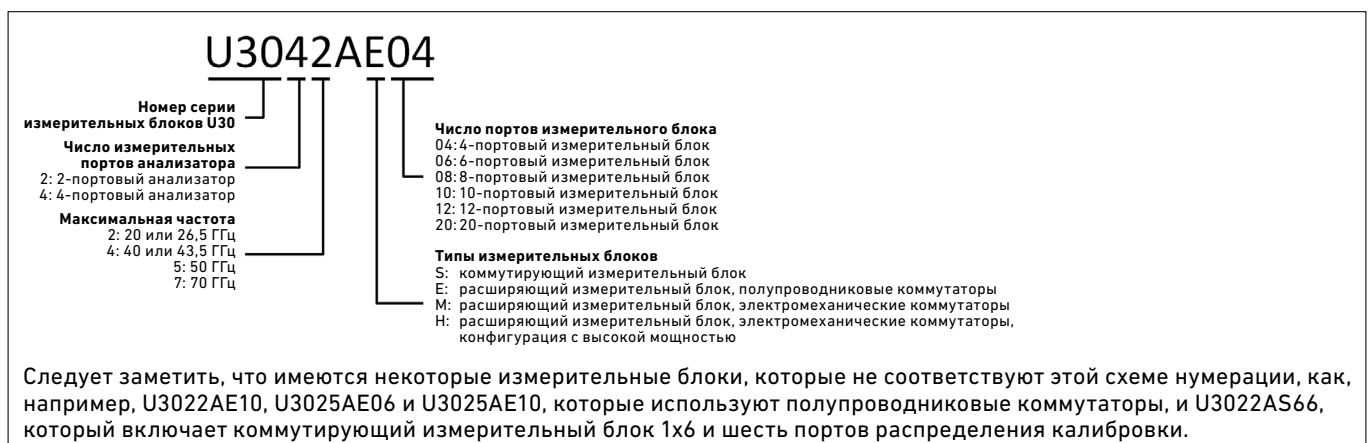 U3042AE04
Номер серии
измерительных блоков U30
Число измерительных
портов анализатора
2: 2-портовый анализатор
4: 4-портовый анализатор
Максимальная частота
2: 20 или 26,5 ГГц
4: 40 или 43,5 ГГц
5: 50 ГГц
7: 70 ГГц
Число портов измерительного блока
04: 4-портовый измерительный блок
06: 6-портовый измерительный блок
08: 8-портовый измерительный блок
10: 10-портовый измерительный блок
12: 12-портовый измерительный блок
20: 20-портовый измерительный блок
Типы измерительных блоков
S: коммутирующий измерительный блок
E: расширяющий измерительный блок, полупроводниковые коммутаторы
M: расширяющий измерительный блок, электромеханические коммутаторы
H: расширяющий измерительный блок, электромеханические коммутаторы,
конфигурация с высокой мощностью
Следует заметить, что имеются некоторые измерительные блоки, которые не соответствуют этой схеме нумерации, как,
например, U3022AE10, U3025AE06 и U3025AE10, которые используют полупроводниковые коммутаторы, и U3022AS66,
который включает коммутирующий измерительный блок 1x6 и шесть портов распределения калибровки.